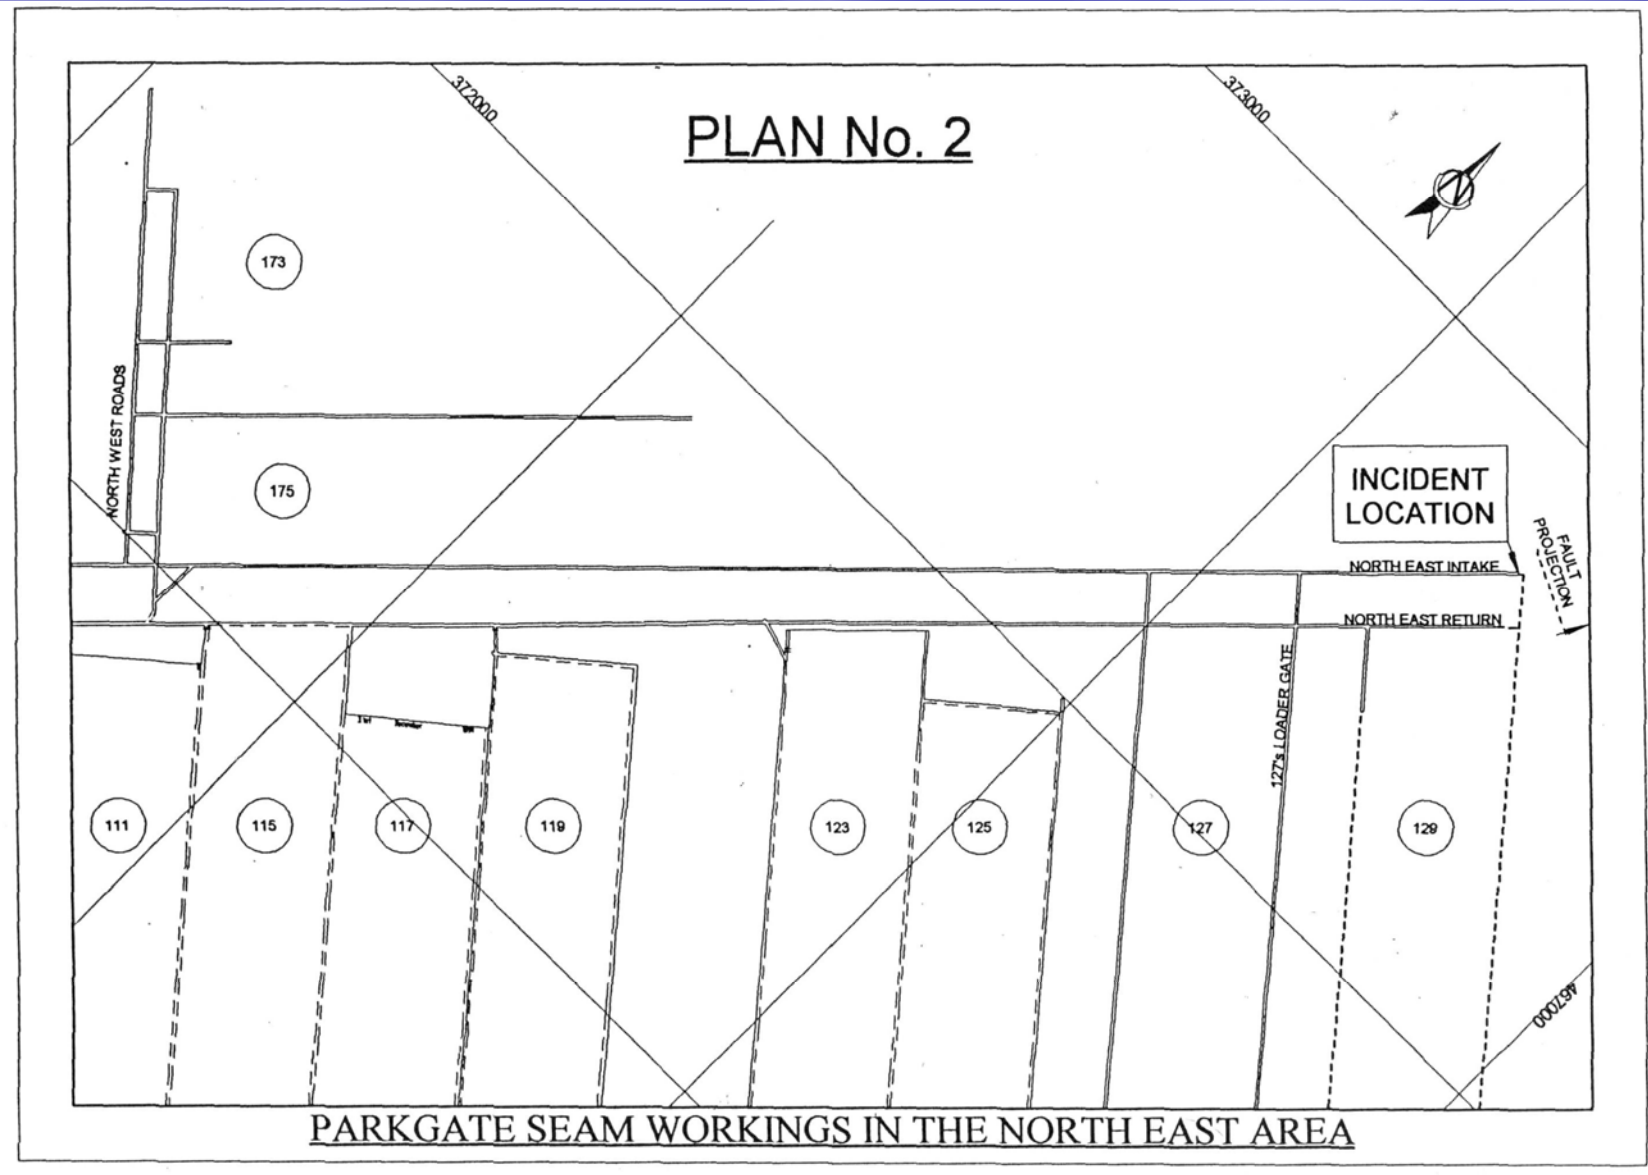 372000
373000
PLAN No. 2
N
173
NORTH WEST ROADS
175
INCIDENT
LOCATION
FAULT
PROJECTION
NORTH EAST INTAKE
NORTH EAST RETURN
127's LOADER GATE
111
115
117
119
123
125
127
129
467000
PARKGATE SEAM WORKINGS IN THE NORTH EAST AREA